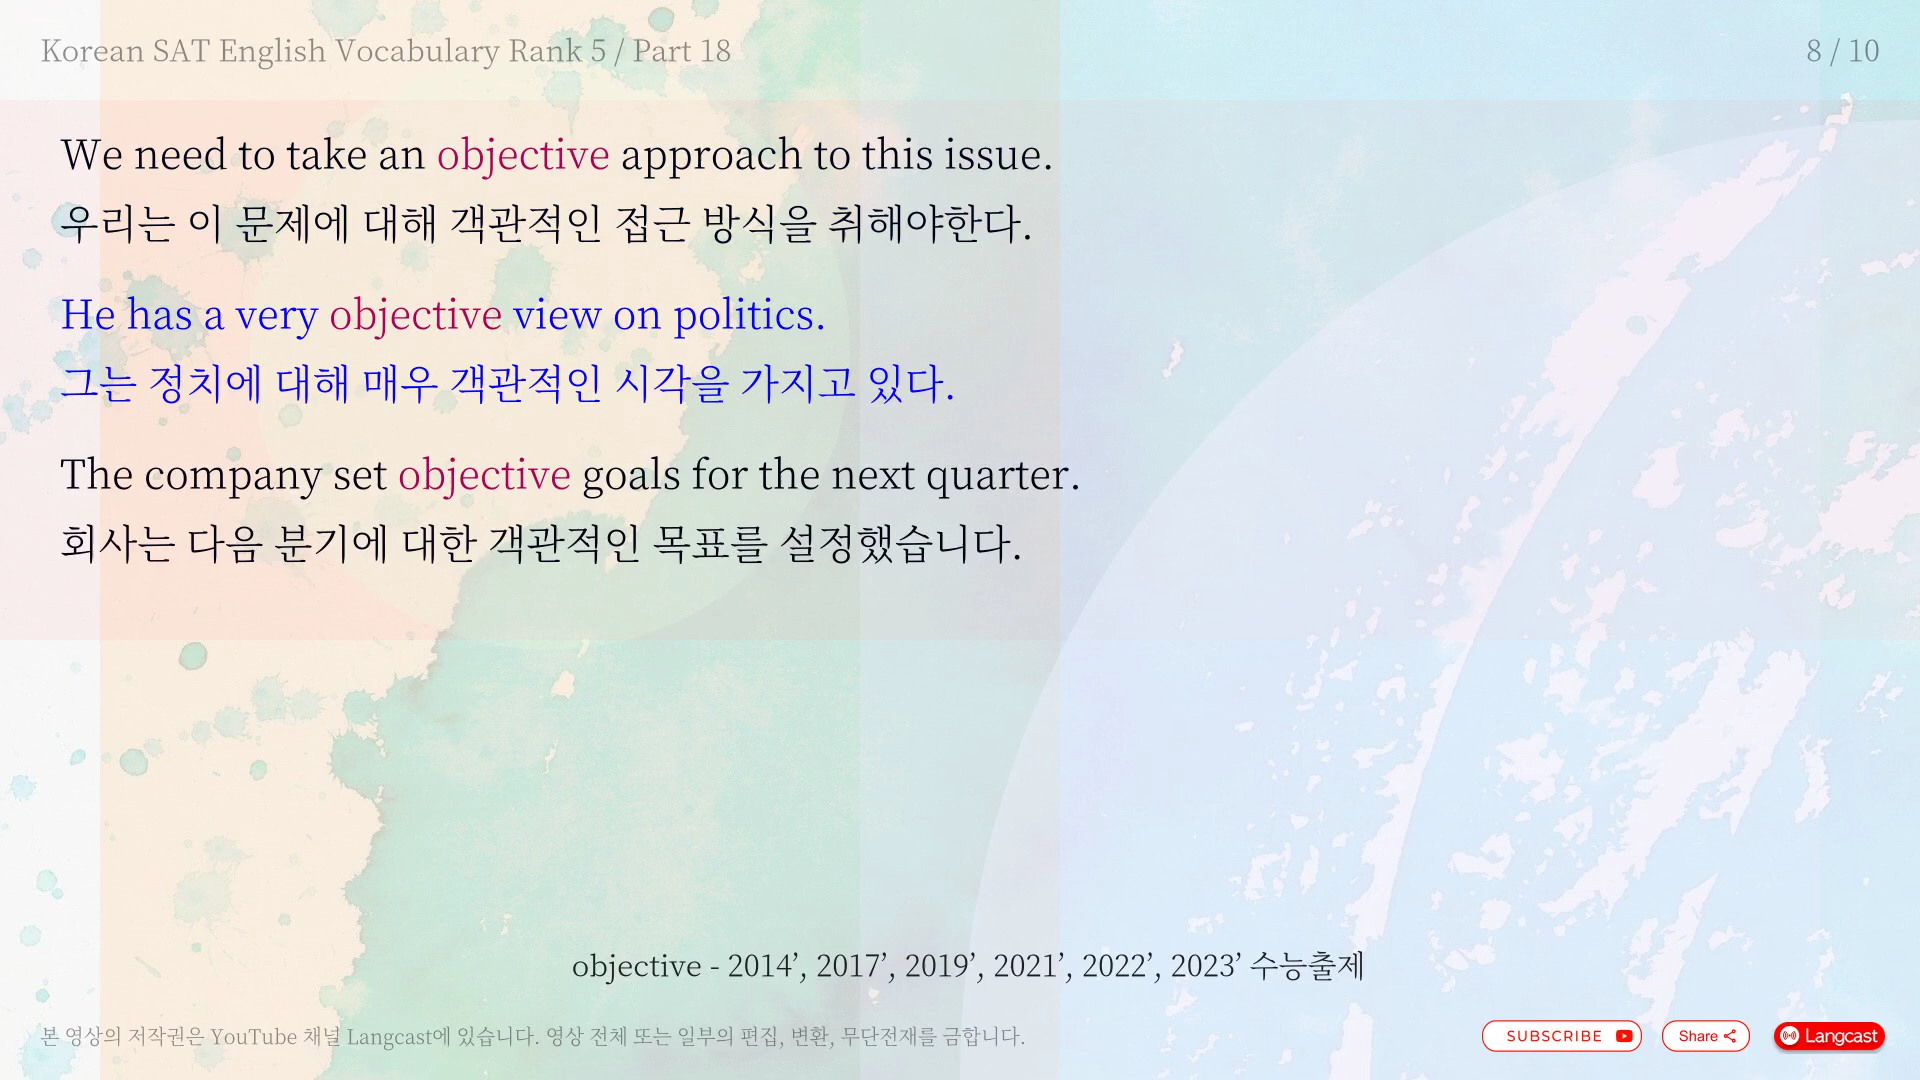 Korean SAT English Vocabulary Rank 5 / Part 18
8 / 10
We need to take an objective approach to this issue.
우리는 이 문제에 대해 객관적인 접근 방식을 취해야한다.
He has a very objective view on politics.
그는 정치에 대해 매우 객관적인 시각을 가지고 있다.
The company set objective goals for the next quarter.
회사는 다음 분기에 대한 객관적인 목표를 설정했습니다.
objective - 2014’, 2017’, 2019’, 2021’, 2022’, 2023’ 수능출제
본 영상의 저작권은 YouTube 채널 Langcast에 있습니다. 영상 전체 또는 일부의 편집, 변환, 무단전재를 금합니다.
SUBSCRIBE
Share
Langcast